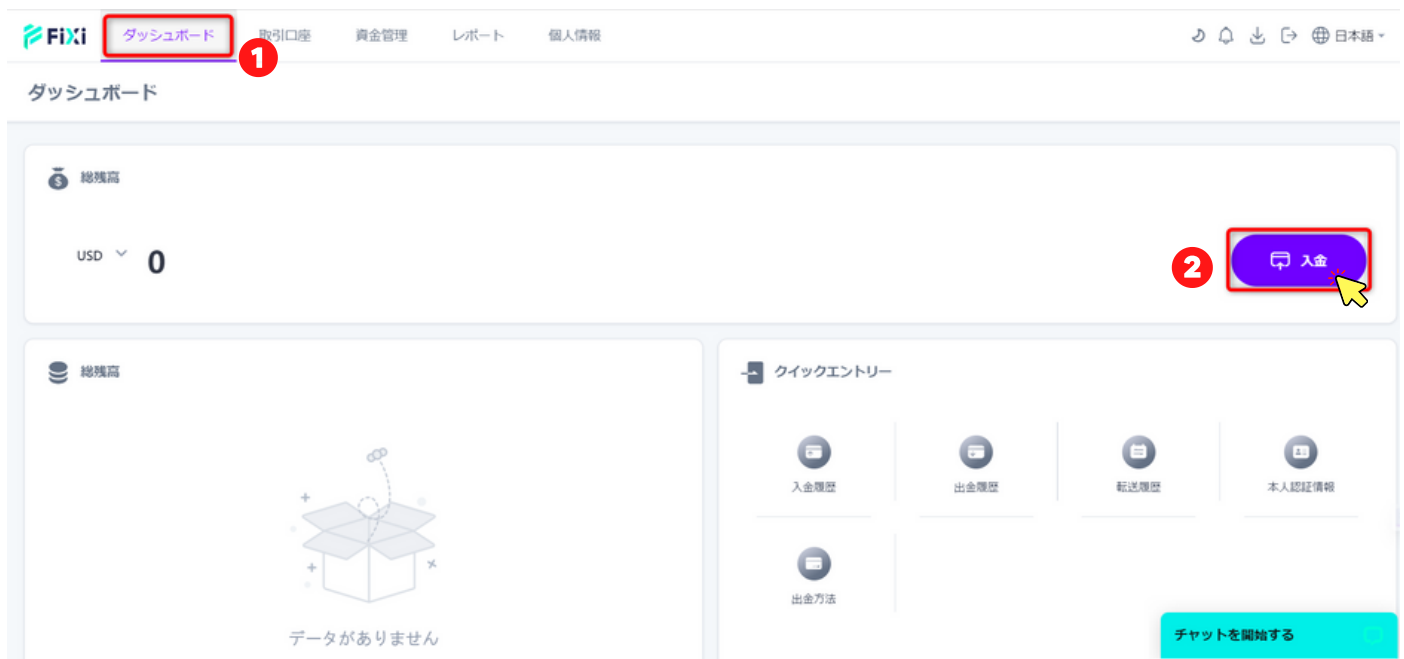 FiXi ダッシュボード 取引口座 資金管理 レポート 個人情報 日本語
1
ダッシュボード
総残高
USD 0
2 入金
総残高
クイックエントリー
入金履歴 出金履歴 転送履歴 本人認証情報
出金方法
データがありません
チャットを開始する